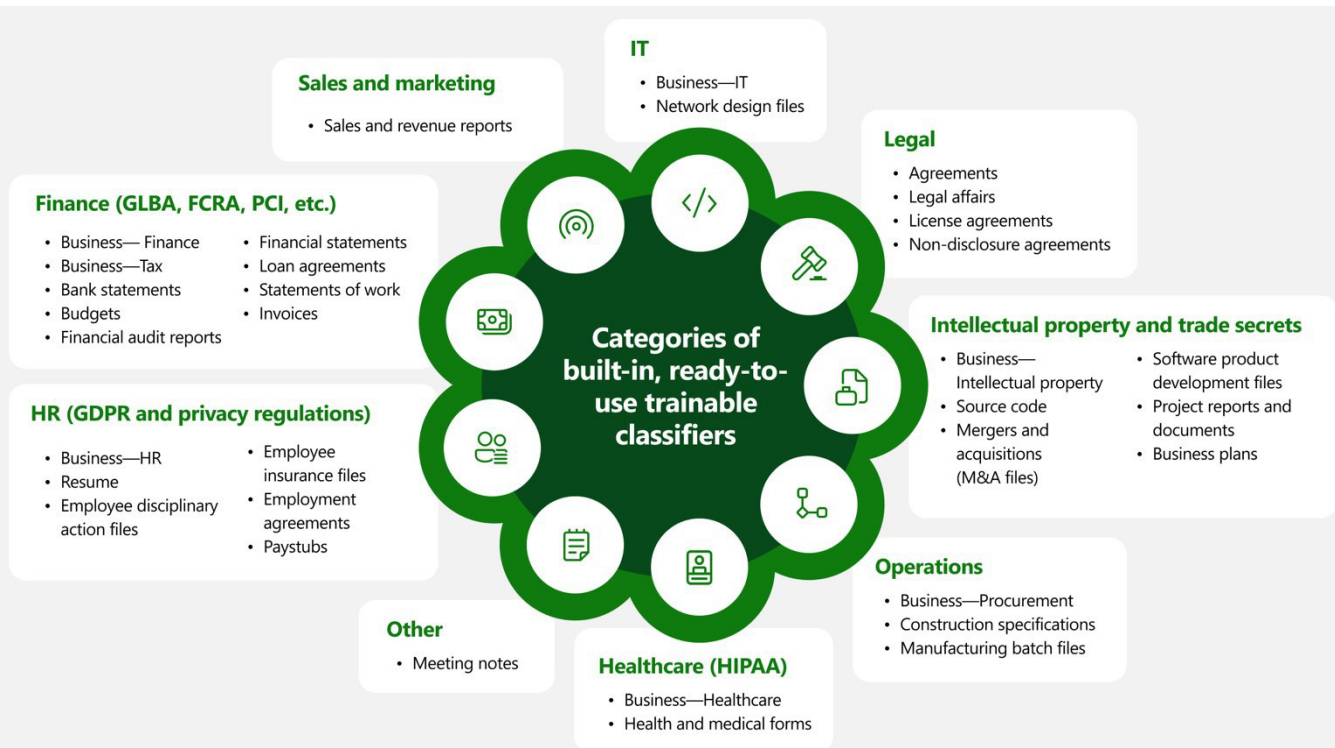 Categories of
built-in, ready-to-
use trainable
classifiers
IT
• Business—IT
• Network design files
Legal
• Agreements
• Legal affairs
• License agreements
• Non-disclosure agreements
Intellectual property and trade secrets
• Business—
Intellectual property
• Source code
• Mergers and
acquisitions
(M&A files)
• Software product
development files
• Project reports and
documents
• Business plans
Operations
• Business—Procurement
• Construction specifications
• Manufacturing batch files
Healthcare (HIPAA)
• Business—Healthcare
• Health and medical forms
Other
• Meeting notes
HR (GDPR and privacy regulations)
• Business—HR
• Resume
• Employee disciplinary
action files
• Employee
insurance files
• Employment
agreements
• Paystubs
Finance (GLBA, FCRA, PCI, etc.)
• Business— Finance
• Business—Tax
• Bank statements
• Budgets
• Financial audit reports
• Financial statements
• Loan agreements
• Statements of work
• Invoices
Sales and marketing
• Sales and revenue reports